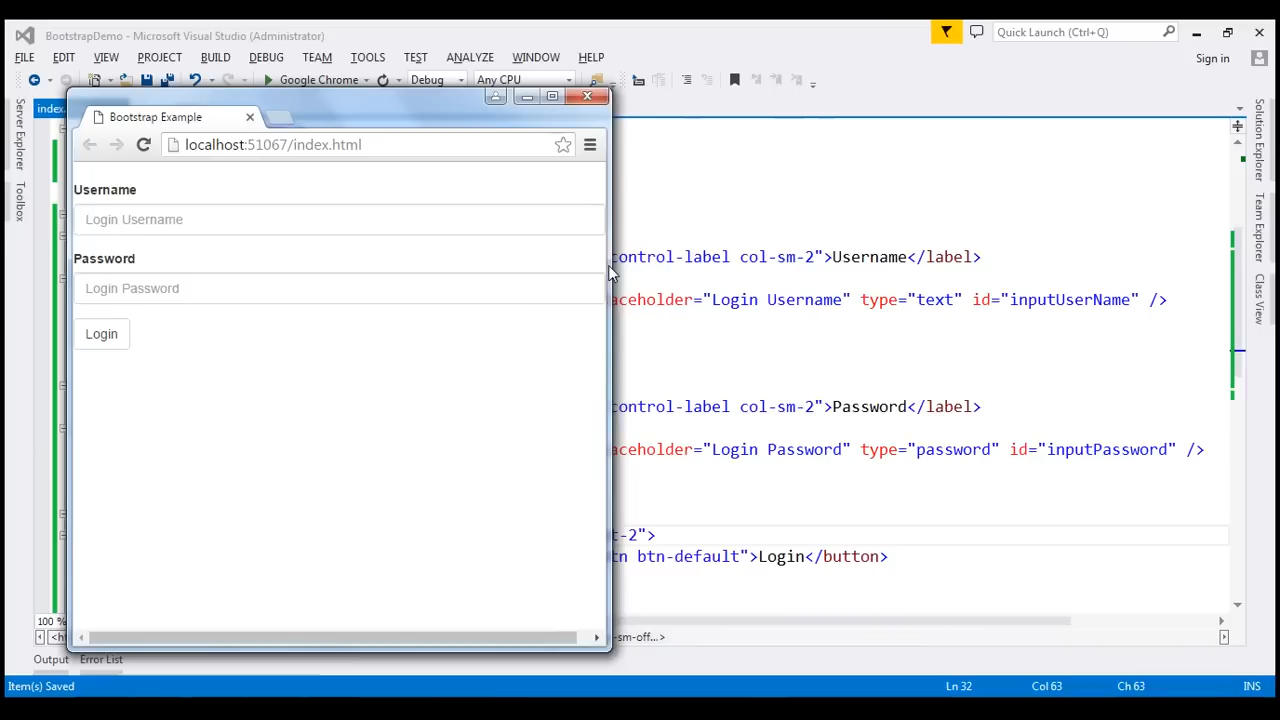 BootstrapDemo - Microsoft Visual Studio (Administrator)
Quick Launch (Ctrl+Q)
FILE EDIT VIEW PROJECT BUILD DEBUG TEAM TOOLS TEST ANALYZE WINDOW HELP
Sign in
Google Chrome Debug Any CPU
index.
Bootstrap Example
localhost:51067/index.html
Username
Login Username
Password
Login Password
Login
control-label col-sm-2">Username</label>
aceholder="Login Username" type="text" id="inputUserName" />
control-label col-sm-2">Password</label>
aceholder="Login Password" type="password" id="inputPassword" />
t-2">
tn btn-default">Login</button>
Server Explorer
Toolbox
Solution Explorer
Team Explorer
Class View
100 %
<h
-sm-off...>
Output Error List
Item(s) Saved
Ln 32 Col 63 Ch 63 INS